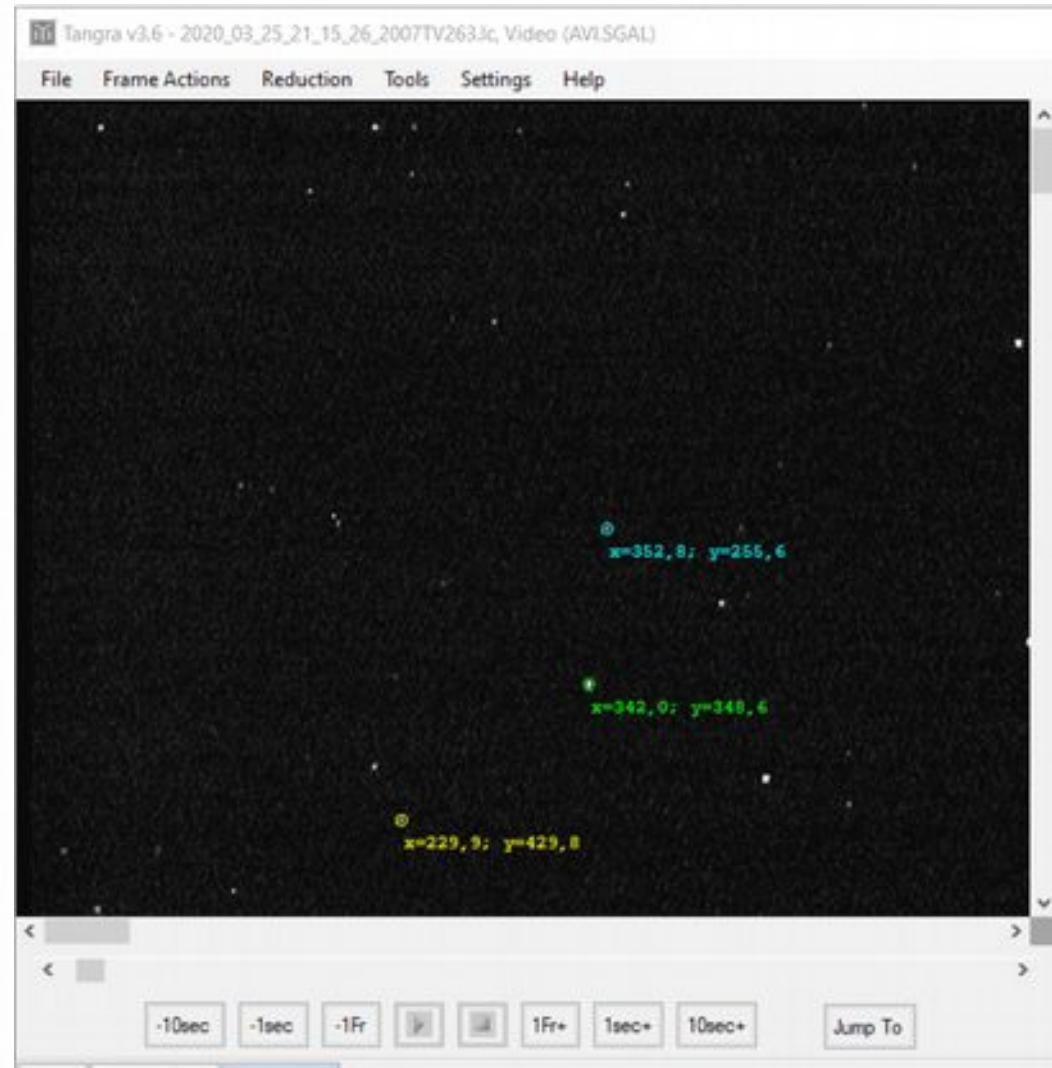 Tangra v3.6 - 2020_03_25_21_15_26_2007TV263.lc, Video (AVI.SGAL)
File Frame Actions Reduction Tools Settings Help
x=352,8; y=255,6
x=342,0; y=348,6
x=229,9; y=429,8
-10sec -1sec -1Fr 1Fr+ 1sec+ 10sec+ Jump To